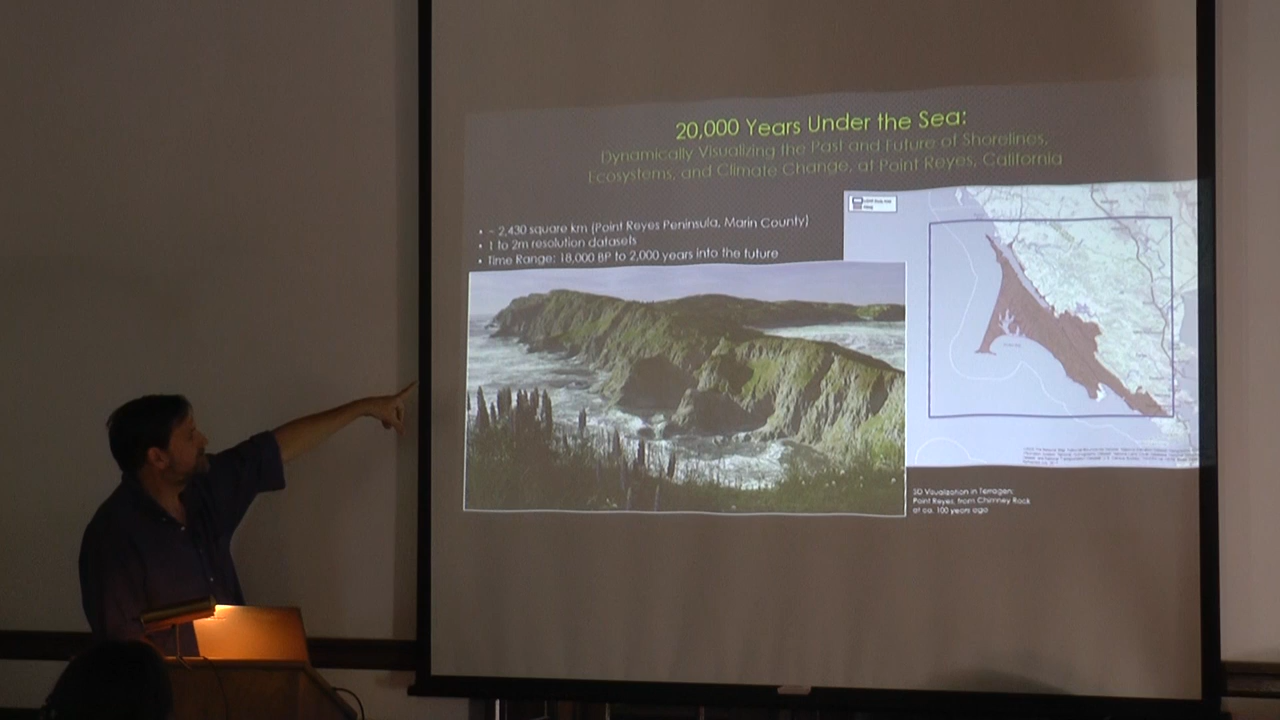 20,000 Years Under the Sea:
Dynamically Visualizing the Past and Future of Shorelines,
Ecosystems, and Climate Change, at Point Reyes, California
• ~ 2,430 square km (Point Reyes Peninsula, Marin County)
• 1 to 2m resolution datasets
• Time Range: 18,000 BP to 2,000 years into the future
3D Visualization in Terragen:
Point Reyes, from Chimney Rock
at ca. 100 years ago